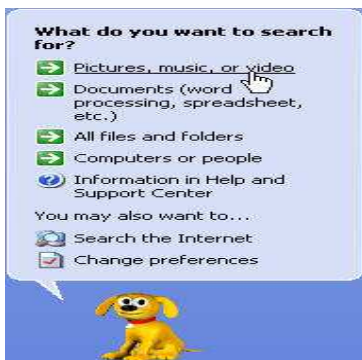 What do you want to search
for?
Pictures, music, or video
Documents (word
processing, spreadsheet,
etc.)
All files and folders
Computers or people
Information in Help and
Support Center
You may also want to...
Search the Internet
Change preferences